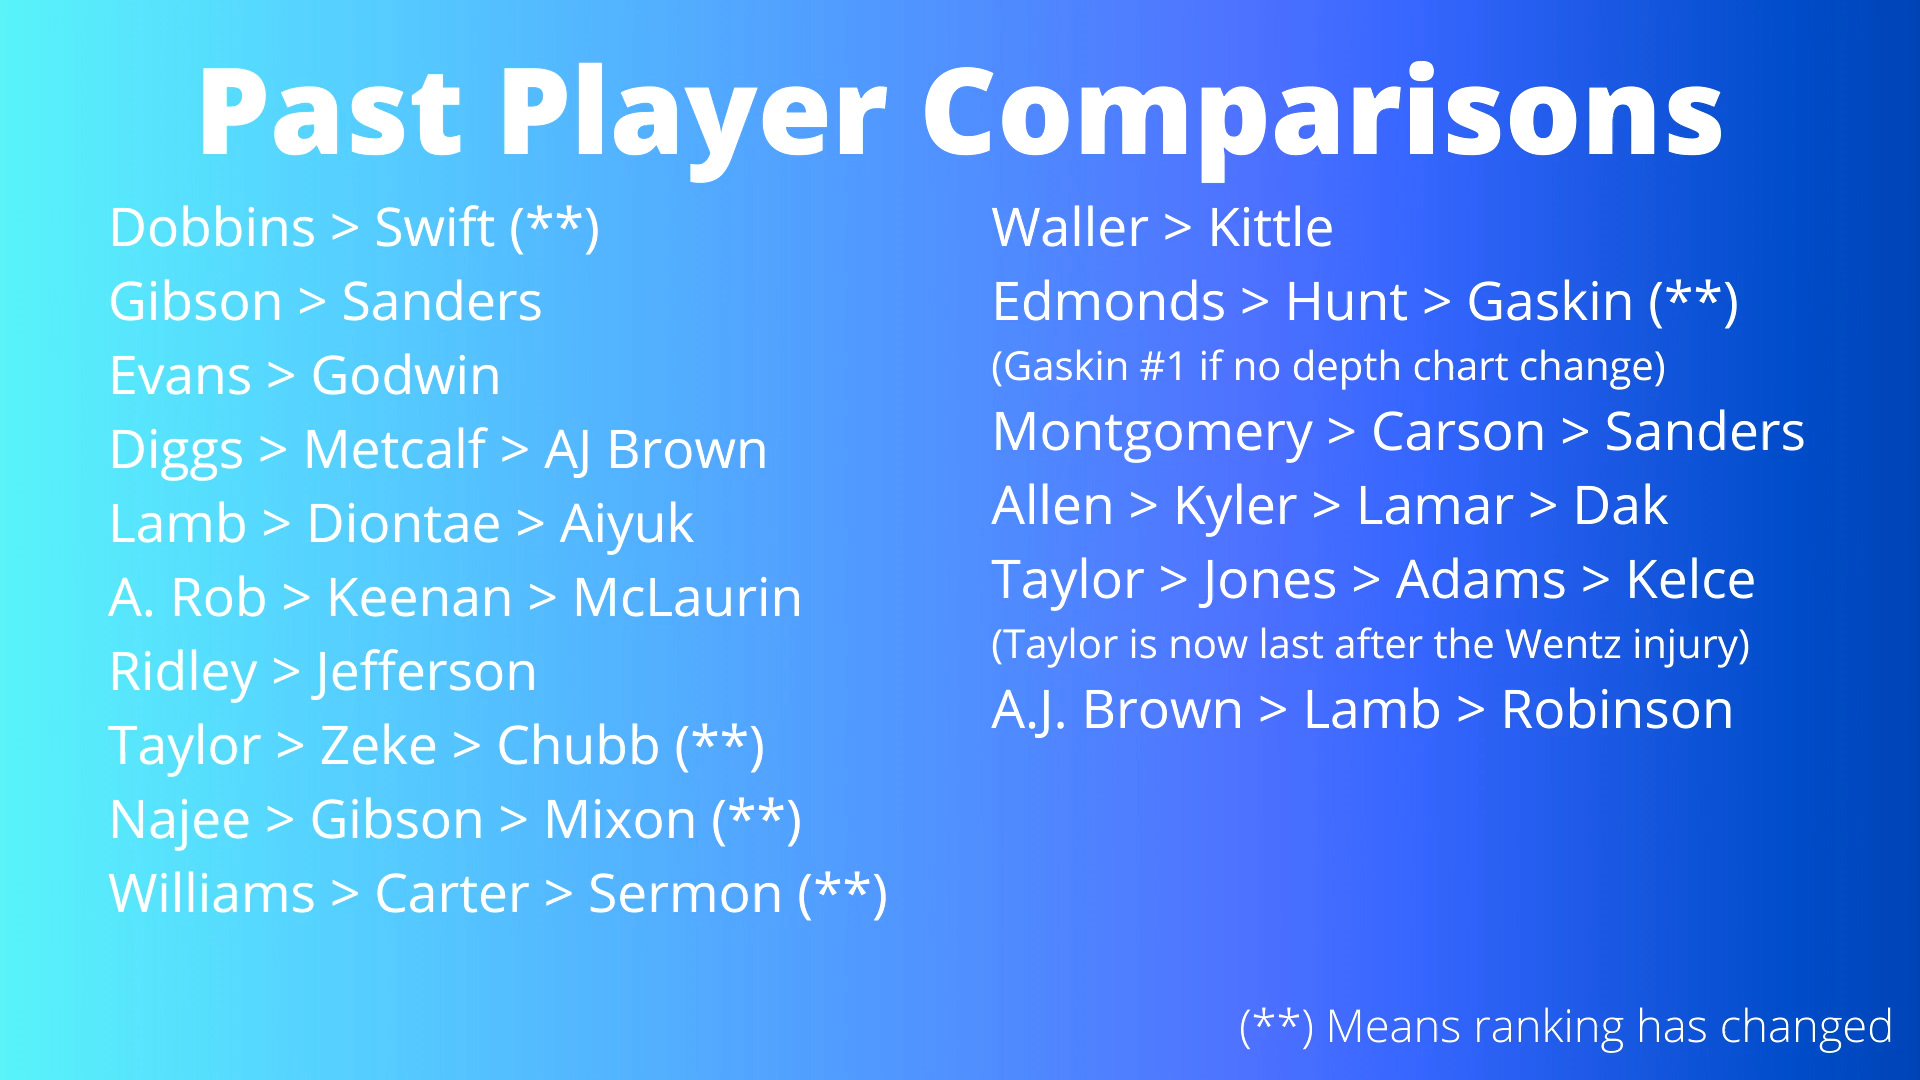 Past Player Comparisons
Dobbins > Swift (**)
Gibson > Sanders
Evans > Godwin
Diggs > Metcalf > AJ Brown
Lamb > Diontae > Aiyuk
A. Rob > Keenan > McLaurin
Ridley > Jefferson
Taylor > Zeke > Chubb (**)
Najee > Gibson > Mixon (**)
Williams > Carter > Sermon (**)
Waller > Kittle
Edmonds > Hunt > Gaskin (**)
(Gaskin #1 if no depth chart change)
Montgomery > Carson > Sanders
Allen > Kyler > Lamar > Dak
Taylor > Jones > Adams > Kelce
(Taylor is now last after the Wentz injury)
A.J. Brown > Lamb > Robinson
(**) Means ranking has changed